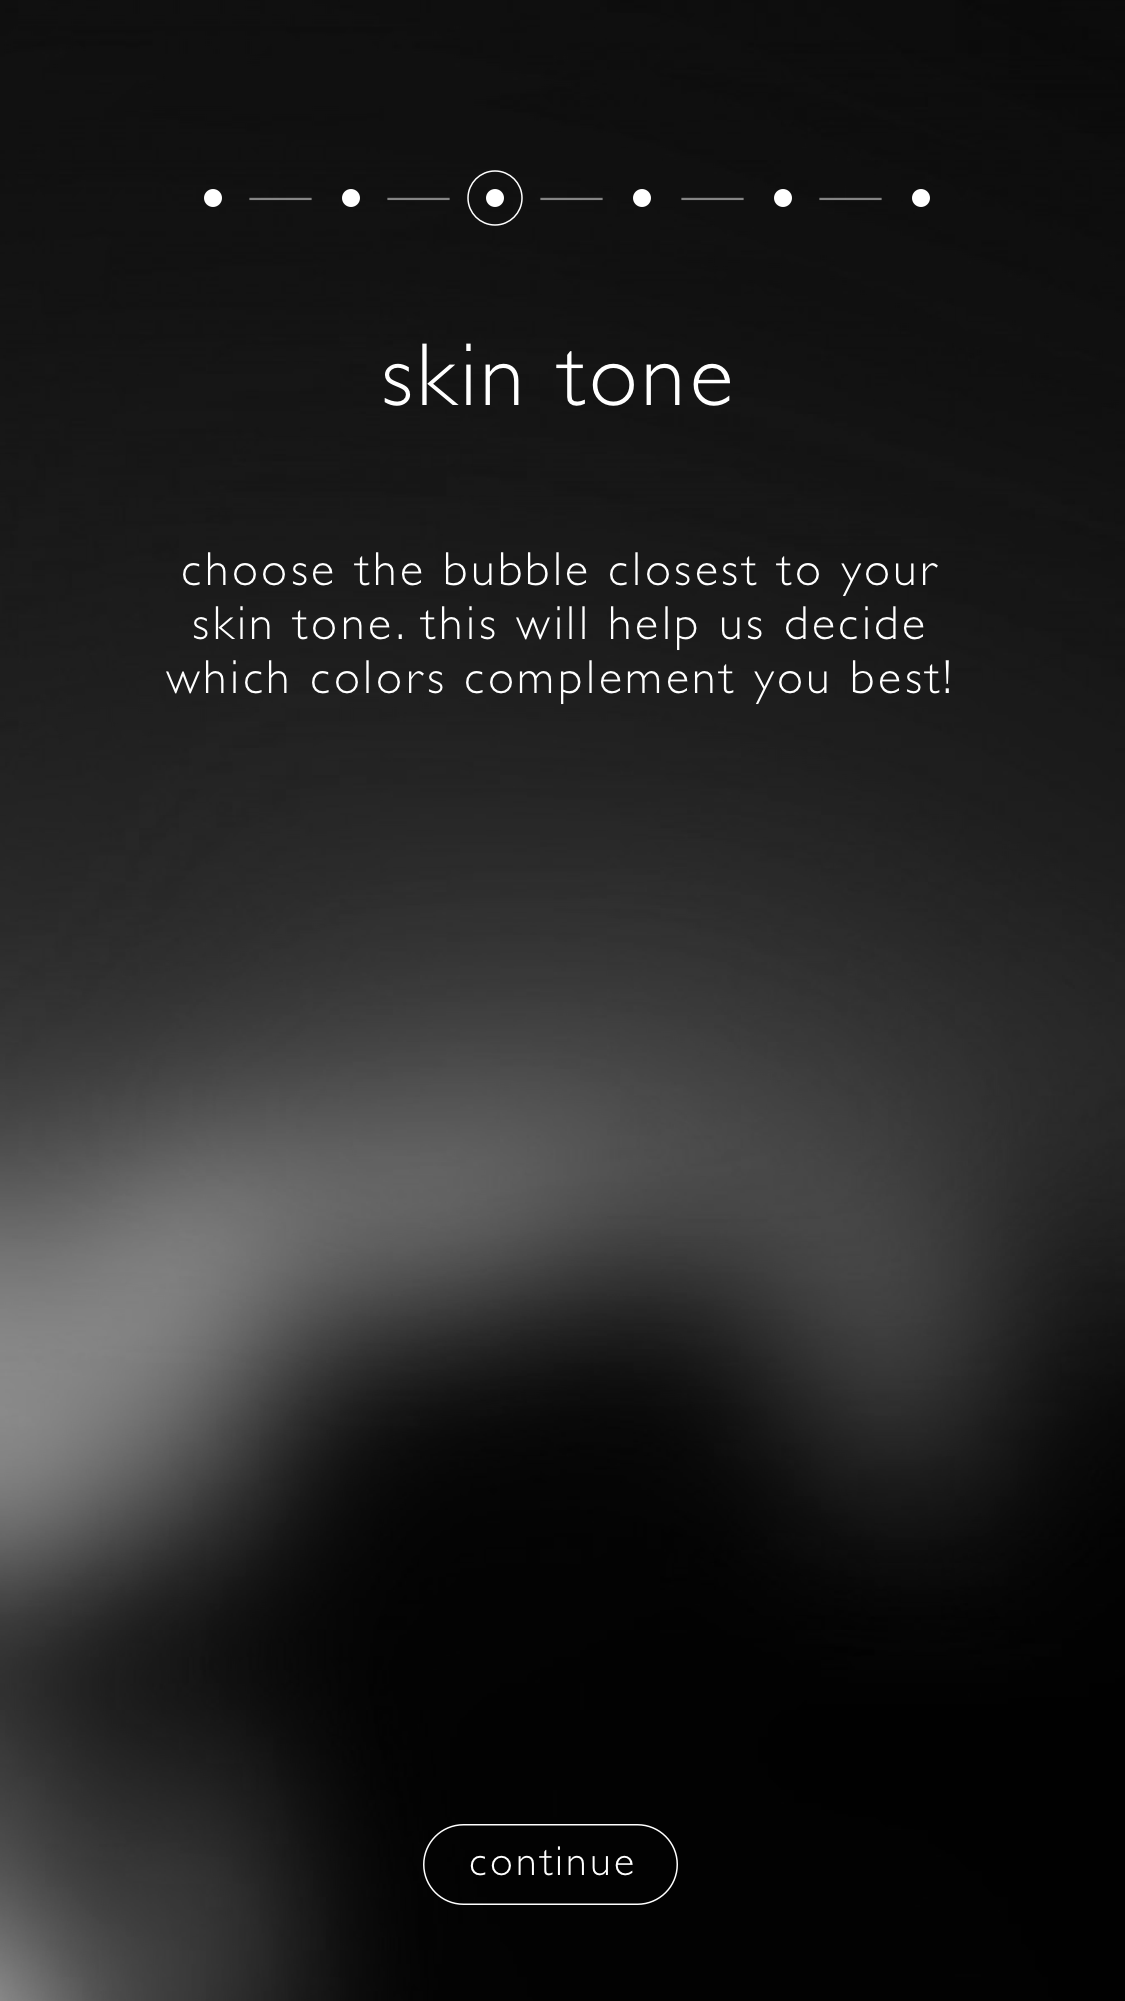 skin tone
choose the bubble closest to your
skin tone. this will help us decide
which colors complement you best!
continue